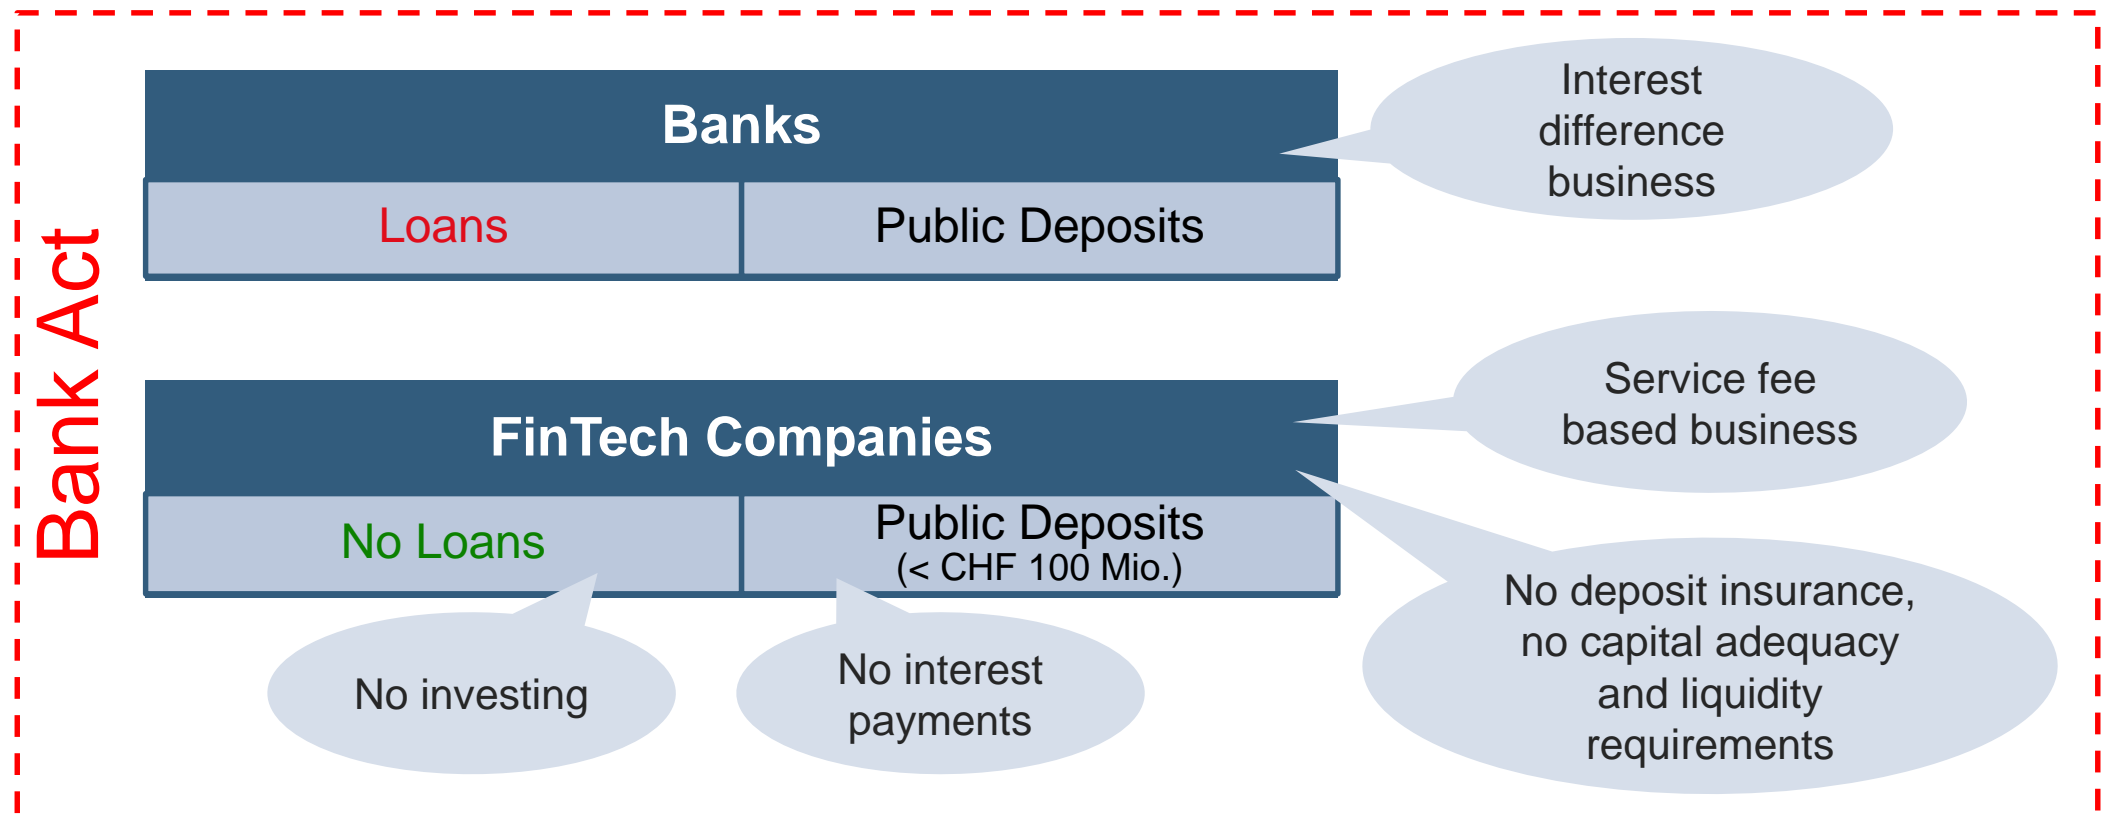 Bank Act
Banks
Loans
Public Deposits
Interest
difference
business
FinTech Companies
No Loans
Public Deposits
(< CHF 100 Mio.)
Service fee
based business
No investing
No interest
payments
No deposit insurance,
no capital adequacy
and liquidity
requirements